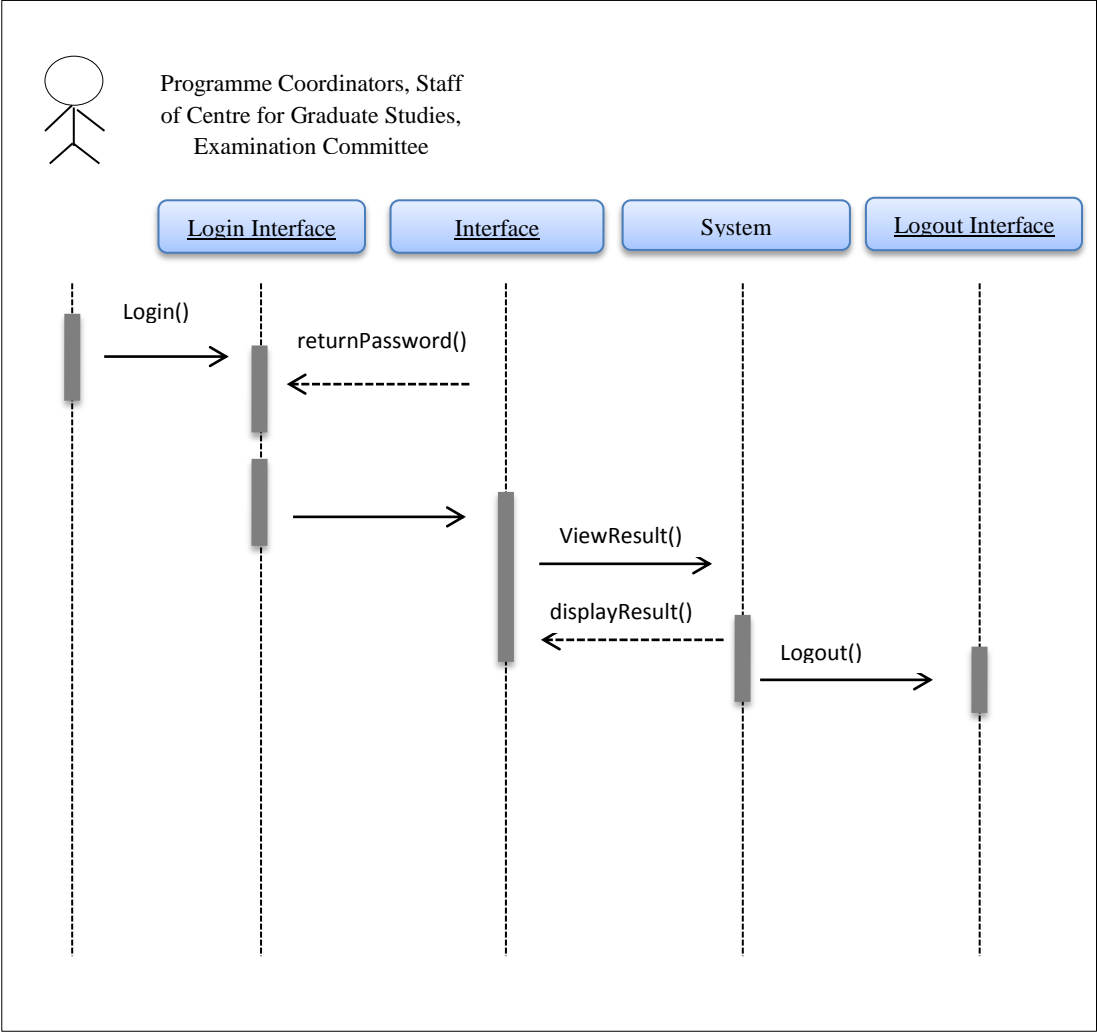 Programme Coordinators, Staff
of Centre for Graduate Studies,
Examination Committee
Login Interface
Interface
System
Logout Interface
Login()
returnPassword()
ViewResult()
displayResult()
Logout()